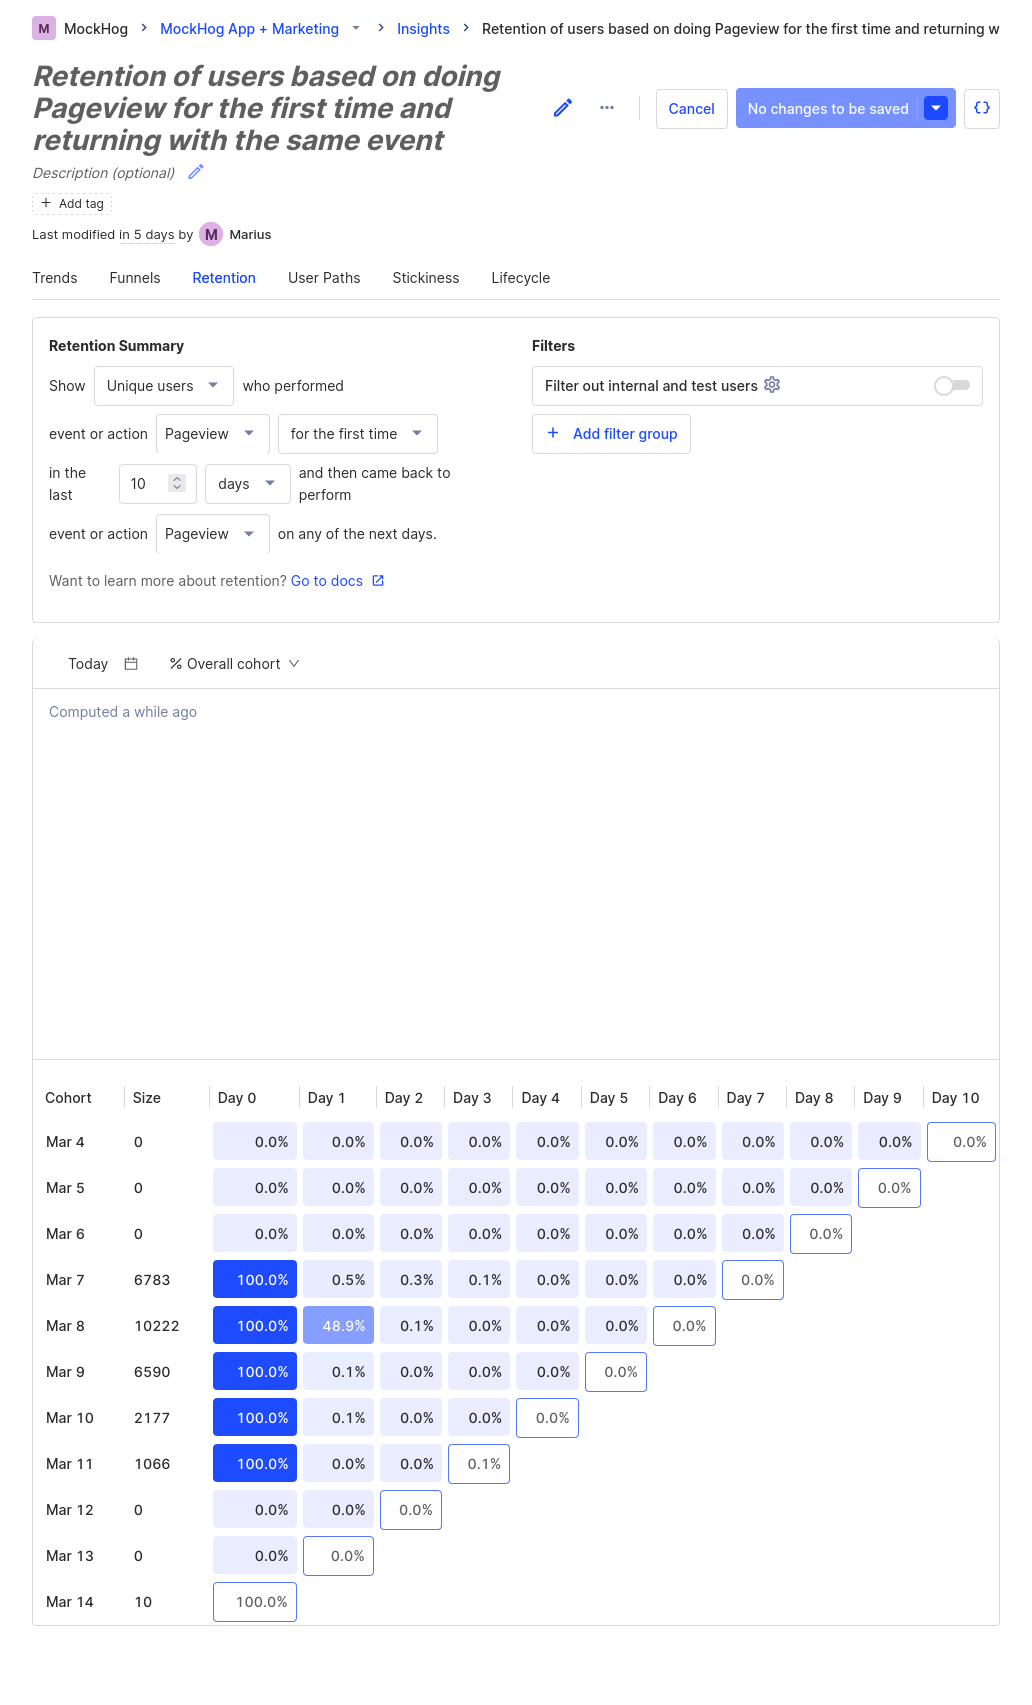 M MockHog > MockHog App + Marketing > Insights > Retention of users based on doing Pageview for the first time and returning w
Retention of users based on doing
Pageview for the first time and
returning with the same event
Cancel
No changes to be saved
Description (optional)
+ Add tag
Last modified in 5 days by M Marius
Trends Funnels Retention User Paths Stickiness Lifecycle
Retention Summary
Show Unique users who performed
event or action Pageview for the first time
in the last 10 days and then came back to perform
event or action Pageview on any of the next days.
Want to learn more about retention? Go to docs
Filters
Filter out internal and test users
+ Add filter group
Today % Overall cohort
Computed a while ago
Cohort Size Day 0 Day 1 Day 2 Day 3 Day 4 Day 5 Day 6 Day 7 Day 8 Day 9 Day 10
Mar 4 0 0.0% 0.0% 0.0% 0.0% 0.0% 0.0% 0.0% 0.0% 0.0% 0.0% 0.0%
Mar 5 0 0.0% 0.0% 0.0% 0.0% 0.0% 0.0% 0.0% 0.0% 0.0% 0.0%
Mar 6 0 0.0% 0.0% 0.0% 0.0% 0.0% 0.0% 0.0% 0.0% 0.0%
Mar 7 6783 100.0% 0.5% 0.3% 0.1% 0.0% 0.0% 0.0% 0.0%
Mar 8 10222 100.0% 48.9% 0.1% 0.0% 0.0% 0.0% 0.0%
Mar 9 6590 100.0% 0.1% 0.0% 0.0% 0.0% 0.0%
Mar 10 2177 100.0% 0.1% 0.0% 0.0% 0.0%
Mar 11 1066 100.0% 0.0% 0.0% 0.1%
Mar 12 0 0.0% 0.0% 0.0%
Mar 13 0 0.0% 0.0%
Mar 14 10 100.0%